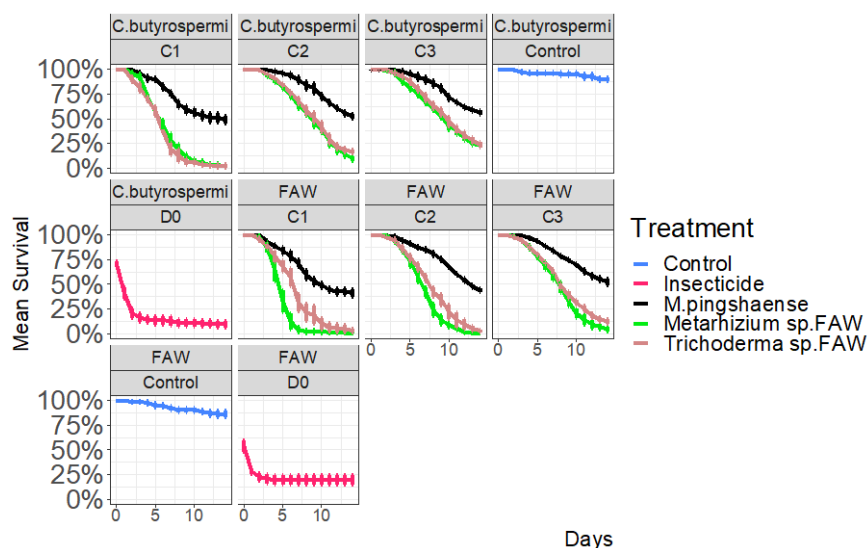 C.butyrospermi C.butyrospermi C.butyrospermi C.butyrospermi
C1 C2 C3 Control
100%
75%
50%
25%
0%
C.butyrospermi FAW FAW FAW
D0 C1 C2 C3
100%
75%
50%
25%
0%
0 5 10 0 5 10
FAW FAW
Control D0
100%
75%
50%
25%
0%
0 5 10 0 5 10
Mean Survival
Days
Treatment
Control
Insecticide
M.pingshaense
Metarhizium sp.FAW
Trichoderma sp.FAW